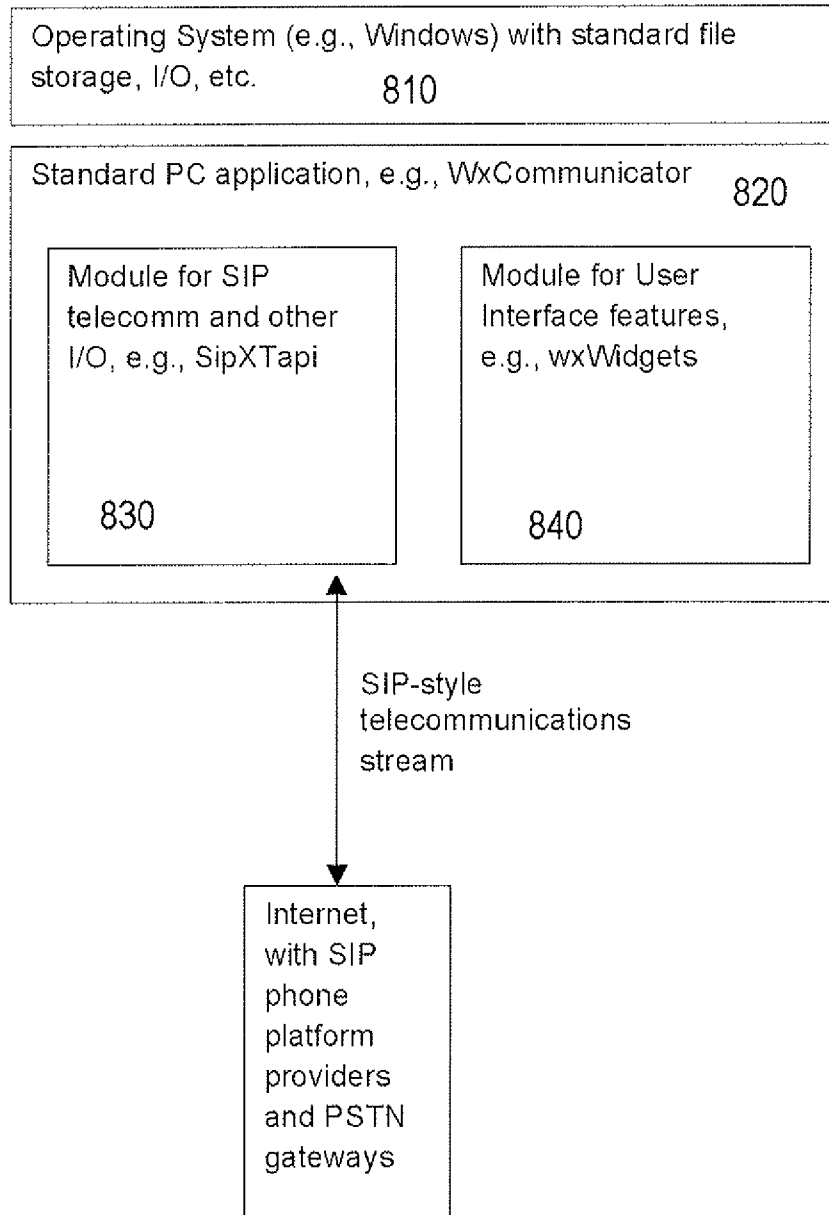 Operating System (e.g., Windows) with standard file
storage, I/O, etc.
810
Standard PC application, e.g., WxCommunicator
820
Module for SIP
telecomm and other
I/O, e.g., SipXTapi
830
Module for User
Interface features,
e.g., wxWidgets
840
SIP-style
telecommunications
stream
Internet,
with SIP
phone
platform
providers
and PSTN
gateways